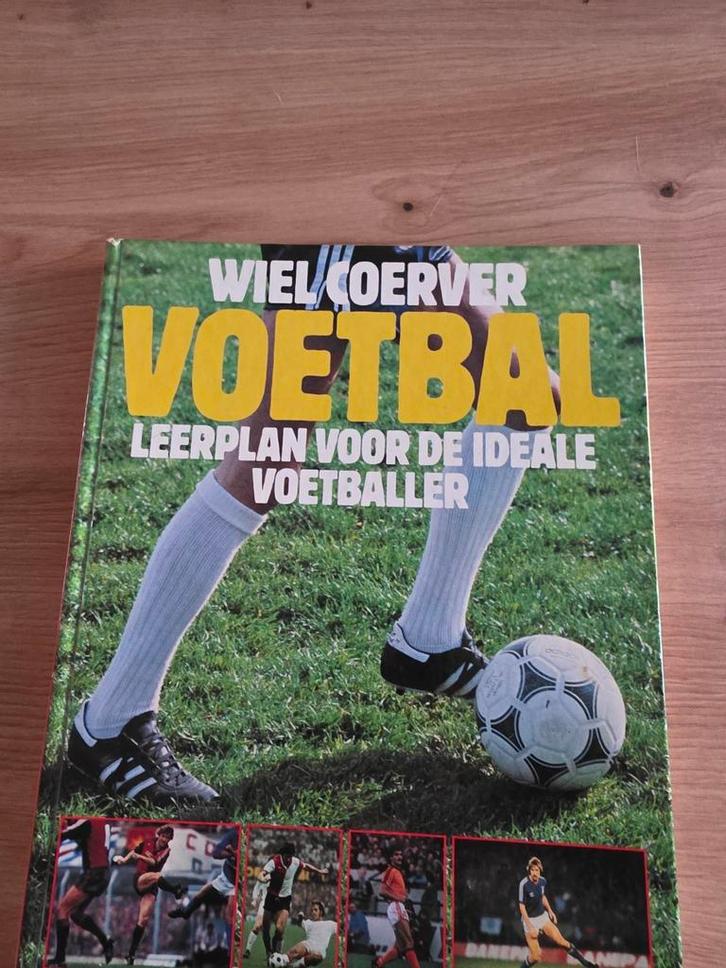 WIEL COERVER
VOETBAL
LEERPLAN VOOR DE IDEALE
VOETBALLER